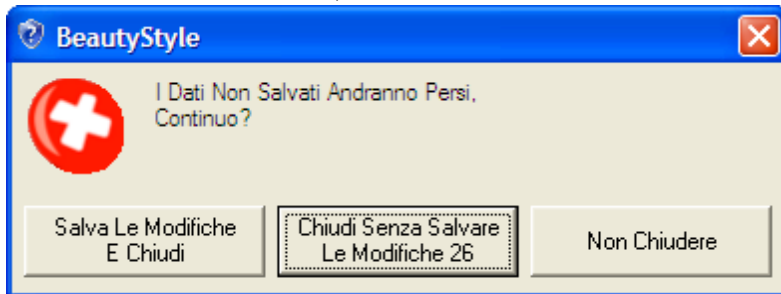 BeautyStyle
I Dati Non Salvati Andranno Persi,
Continuo?
Salva Le Modifiche
E Chiudi
Chiudi Senza Salvare
Le Modifiche 26
Non Chiudere